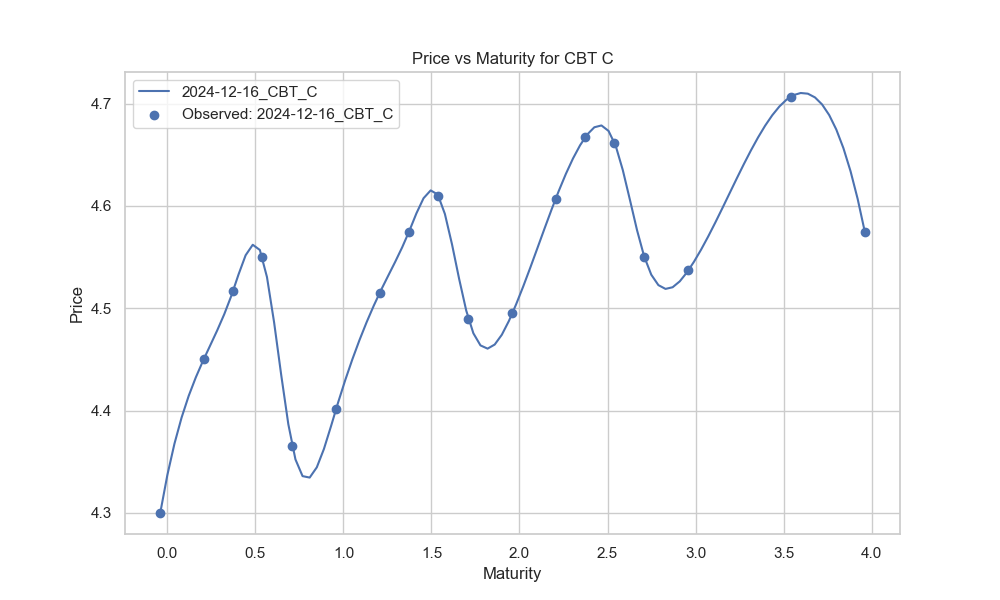 Price vs Maturity for CBT C
2024-12-16_CBT_C
Observed: 2024-12-16_CBT_C
Price
4.7
4.6
4.5
4.4
4.3
0.0 0.5 1.0 1.5 2.0 2.5 3.0 3.5 4.0
Maturity